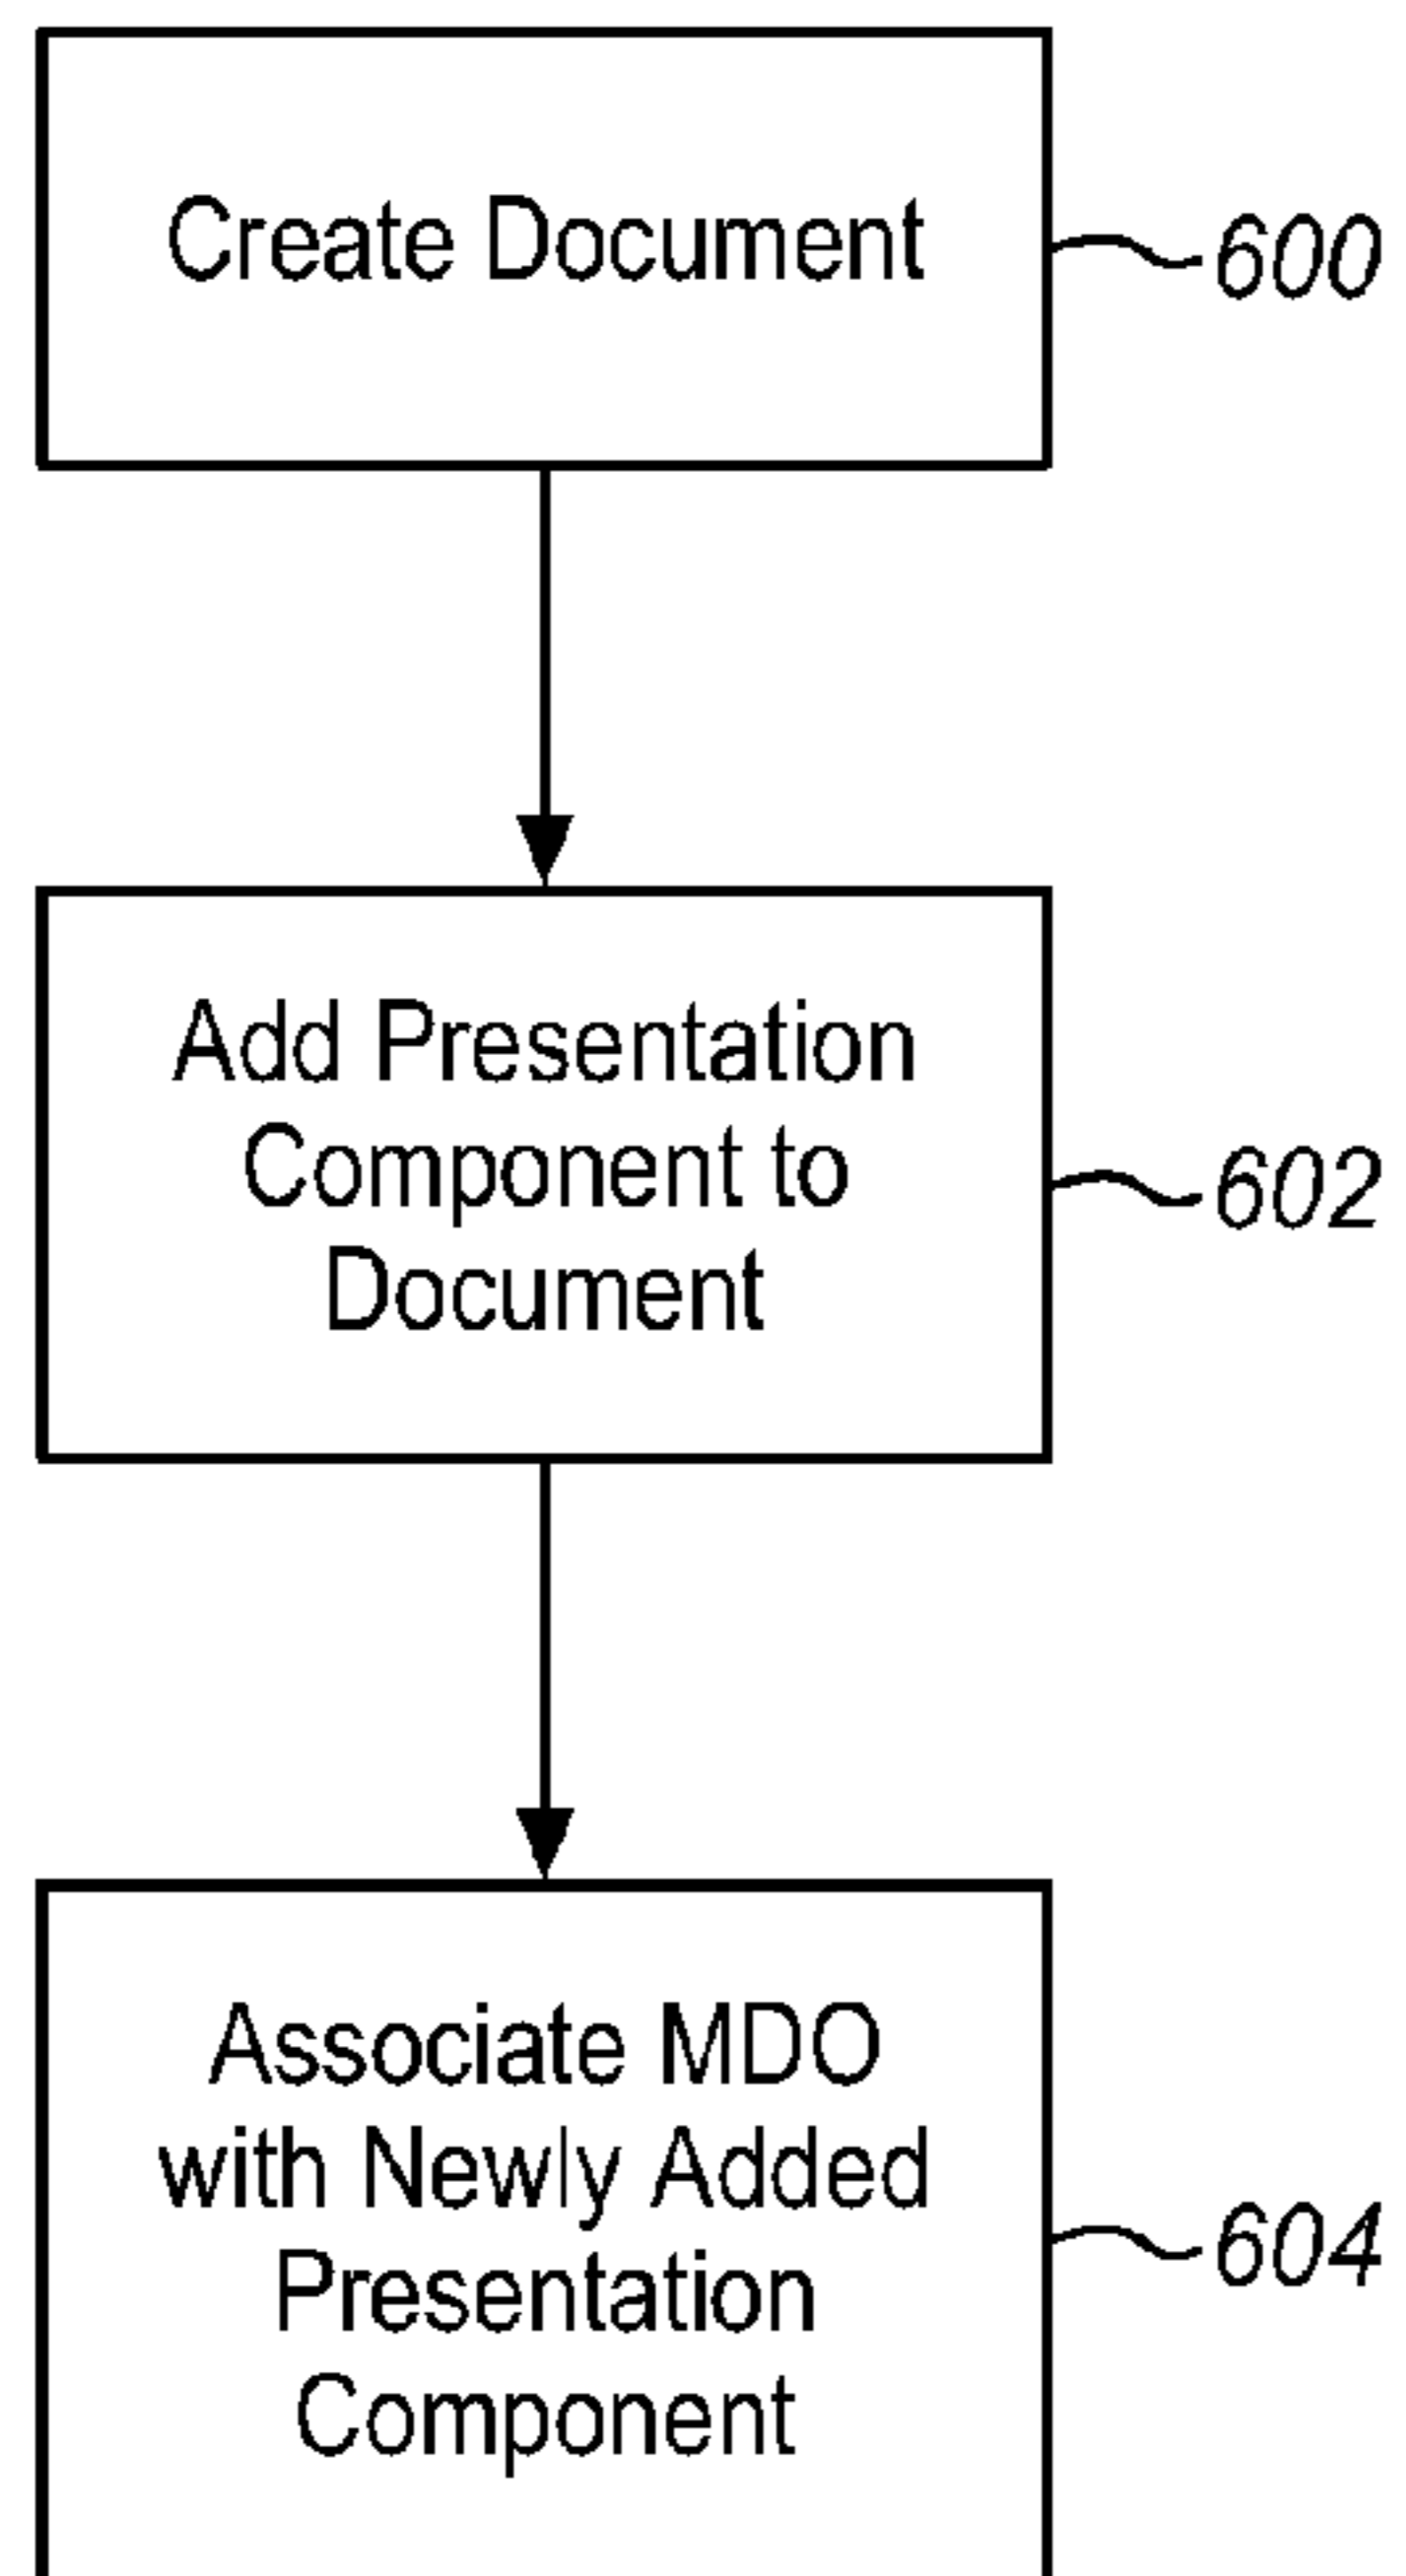 Create Document
600
Add Presentation
Component to
Document
602
Associate MDO
with Newly Added
Presentation
Component
604